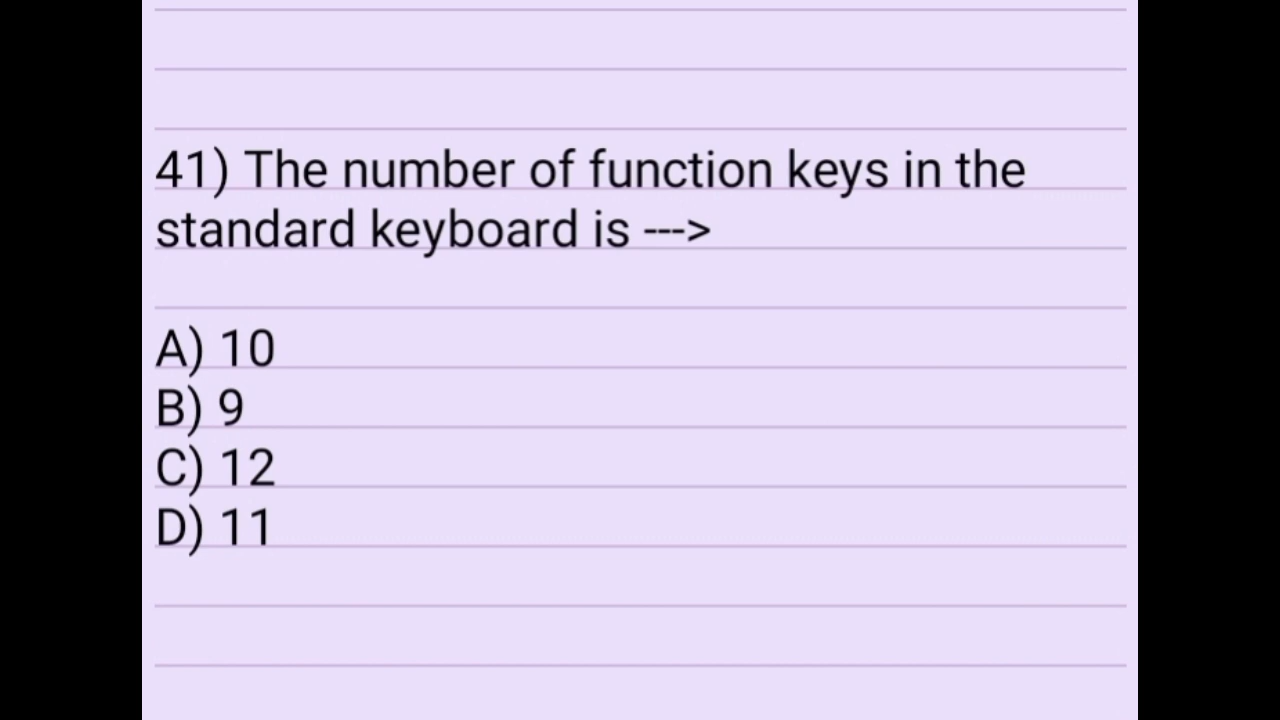 41) The number of function keys in the
standard keyboard is --->
A) 10
B) 9
C) 12
D) 11